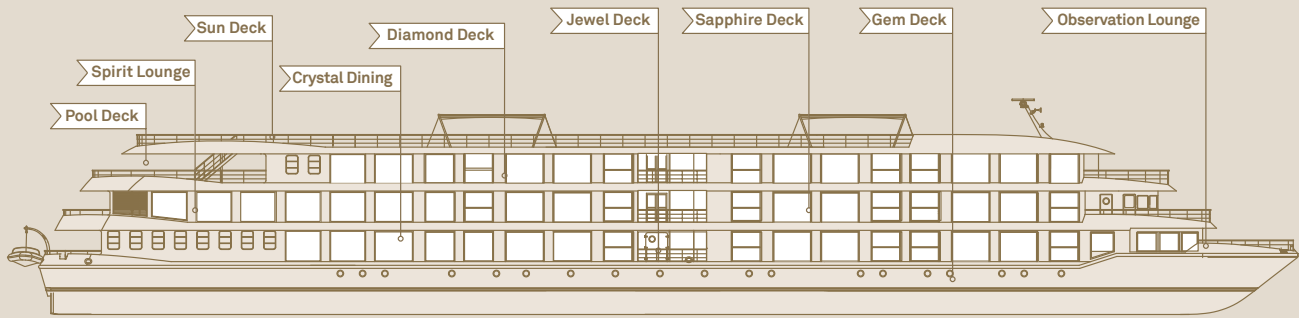 Pool Deck
Spirit Lounge
Sun Deck
Crystal Dining
Diamond Deck
Jewel Deck
Sapphire Deck
Gem Deck
Observation Lounge